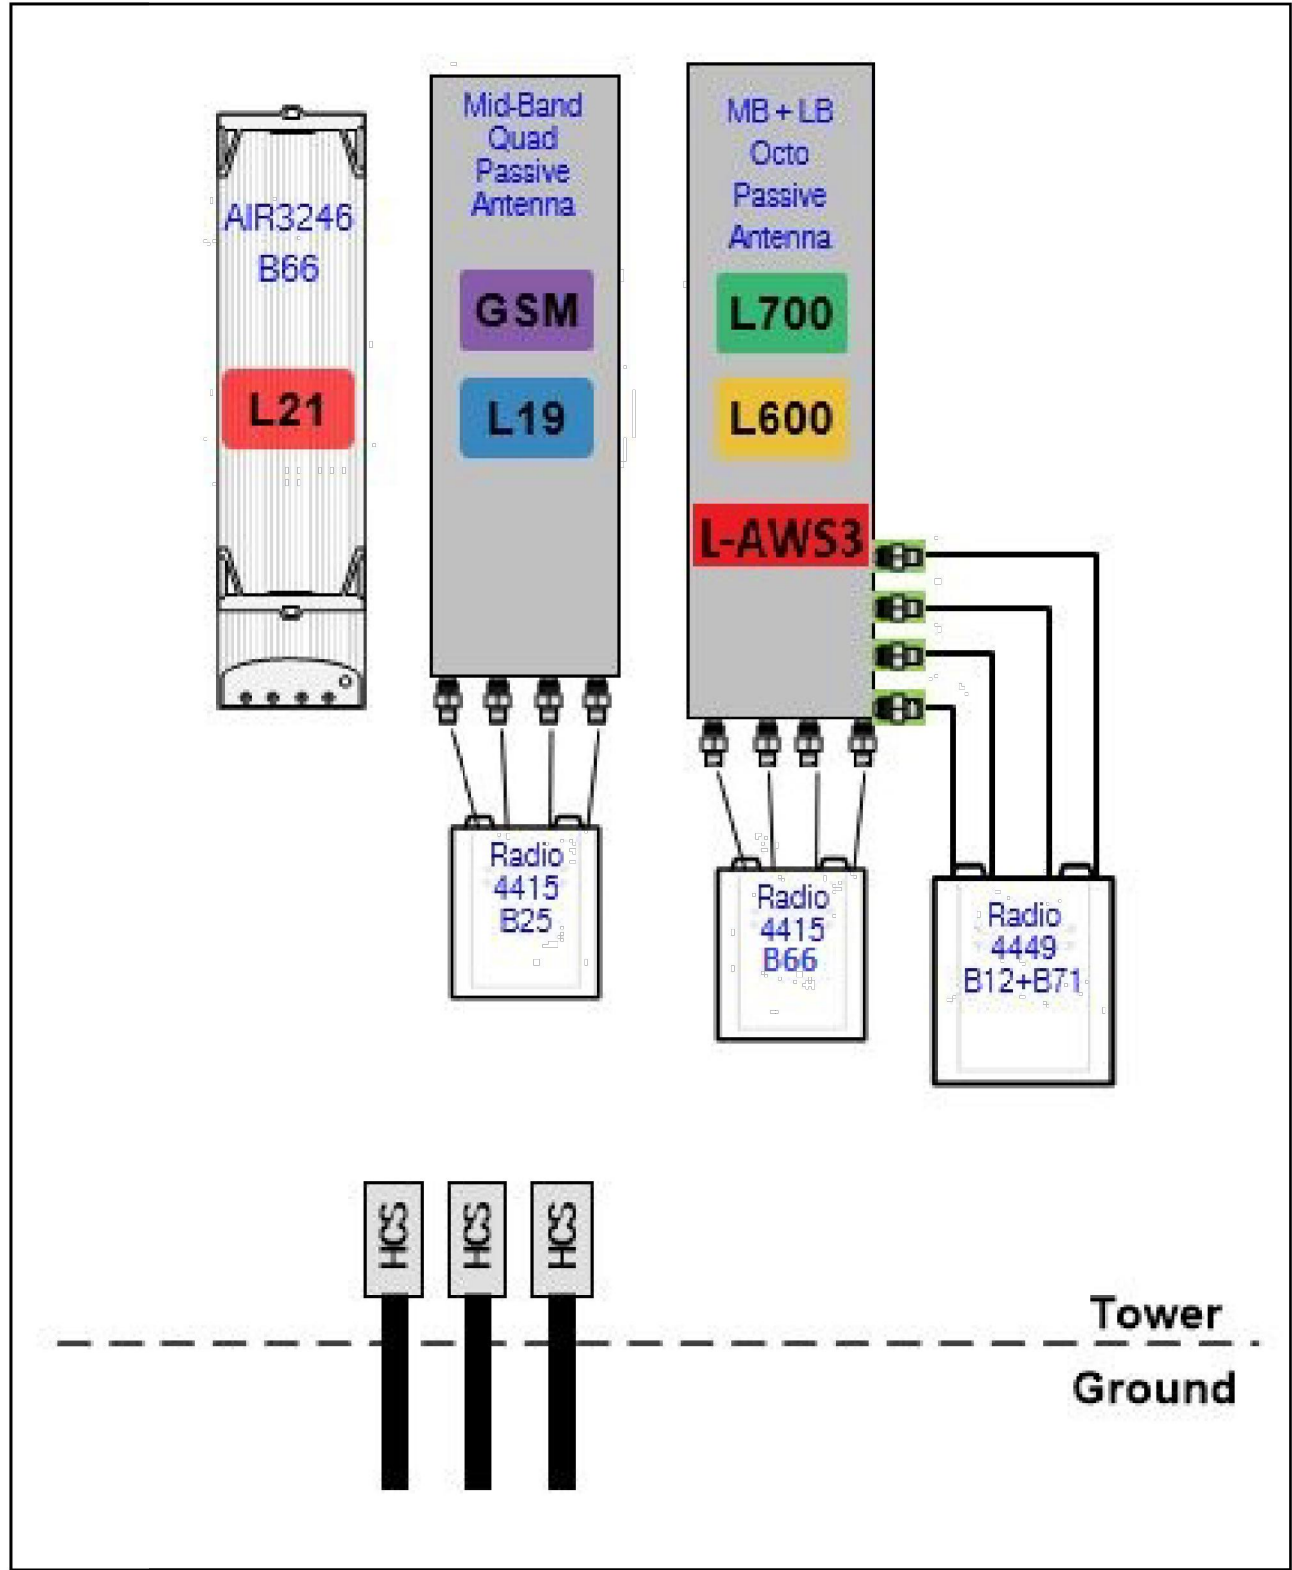 AIR3246
B66
L21
Mid-Band
Quad
Passive
Antenna
GSM
L19
MB + LB
Octo
Passive
Antenna
L700
L600
L-AWS3
Radio
4415
B25
Radio
4415
B66
Radio
4449
B12+B71
HCS
HCS
HCS
Tower
Ground